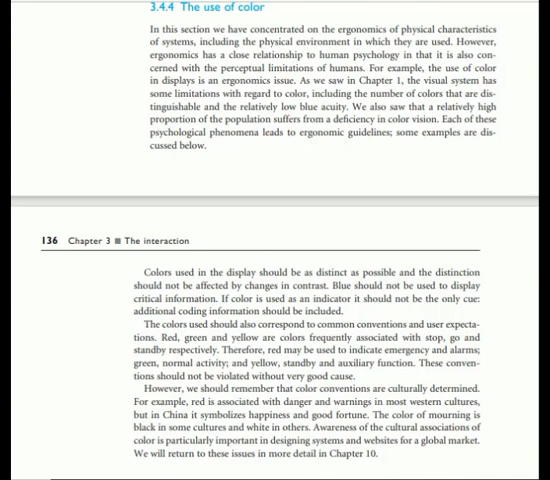 3.4.4 The use of color
In this section we have concentrated on the ergonomics of physical characteristics
of systems, including the physical environment in which they are used. However,
ergonomics has a close relationship to human psychology in that it is also con-
cerned with the perceptual limitations of humans. For example, the use of color
in displays is an ergonomics issue. As we saw in Chapter 1, the visual system has
some limitations with regard to color, including the number of colors that are dis-
tinguishable and the relatively low blue acuity. We also saw that a relatively high
proportion of the population suffers from a deficiency in color vision. Each of these
psychological phenomena leads to ergonomic guidelines; some examples are dis-
cussed below.
136 Chapter 3 ■ The interaction
Colors used in the display should be as distinct as possible and the distinction
should not be affected by changes in contrast. Blue should not be used to display
critical information. If color is used as an indicator it should not be the only cue:
additional coding information should be included.
The colors used should also correspond to common conventions and user expecta-
tions. Red, green and yellow are colors frequently associated with stop, go and
standby respectively. Therefore, red may be used to indicate emergency and alarms;
green, normal activity; and yellow, standby and auxiliary function. These conven-
tions should not be violated without very good cause.
However, we should remember that color conventions are culturally determined.
For example, red is associated with danger and warnings in most western cultures,
but in China it symbolizes happiness and good fortune. The color of mourning is
black in some cultures and white in others. Awareness of the cultural associations of
color is particularly important in designing systems and websites for a global market.
We will return to these issues in more detail in Chapter 10.